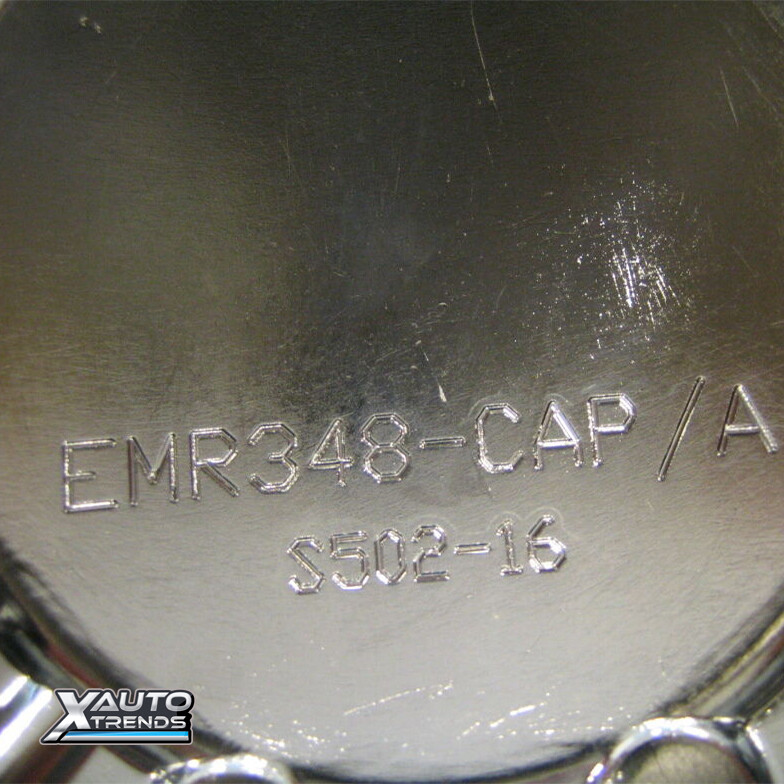 EMR348-CAP/A
S502-16
XAUTO
TRENDS